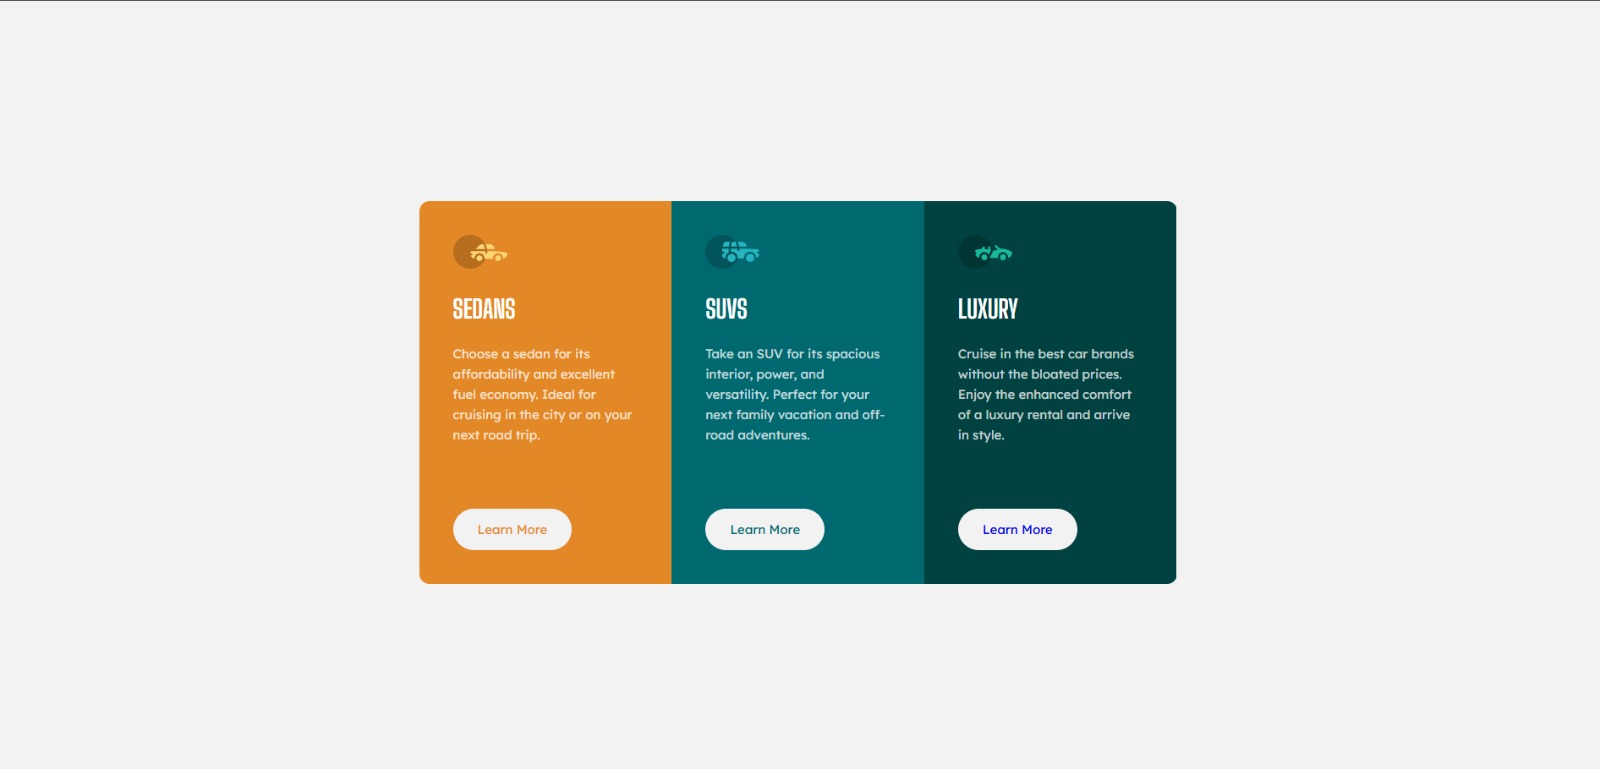 SEDANS
Choose a sedan for its
affordability and excellent
fuel economy. Ideal for
cruising in the city or on your
next road trip.
Learn More
SUVS
Take an SUV for its spacious
interior, power, and
versatility. Perfect for your
next family vacation and off-
road adventures.
Learn More
LUXURY
Cruise in the best car brands
without the bloated prices.
Enjoy the enhanced comfort
of a luxury rental and arrive
in style.
Learn More